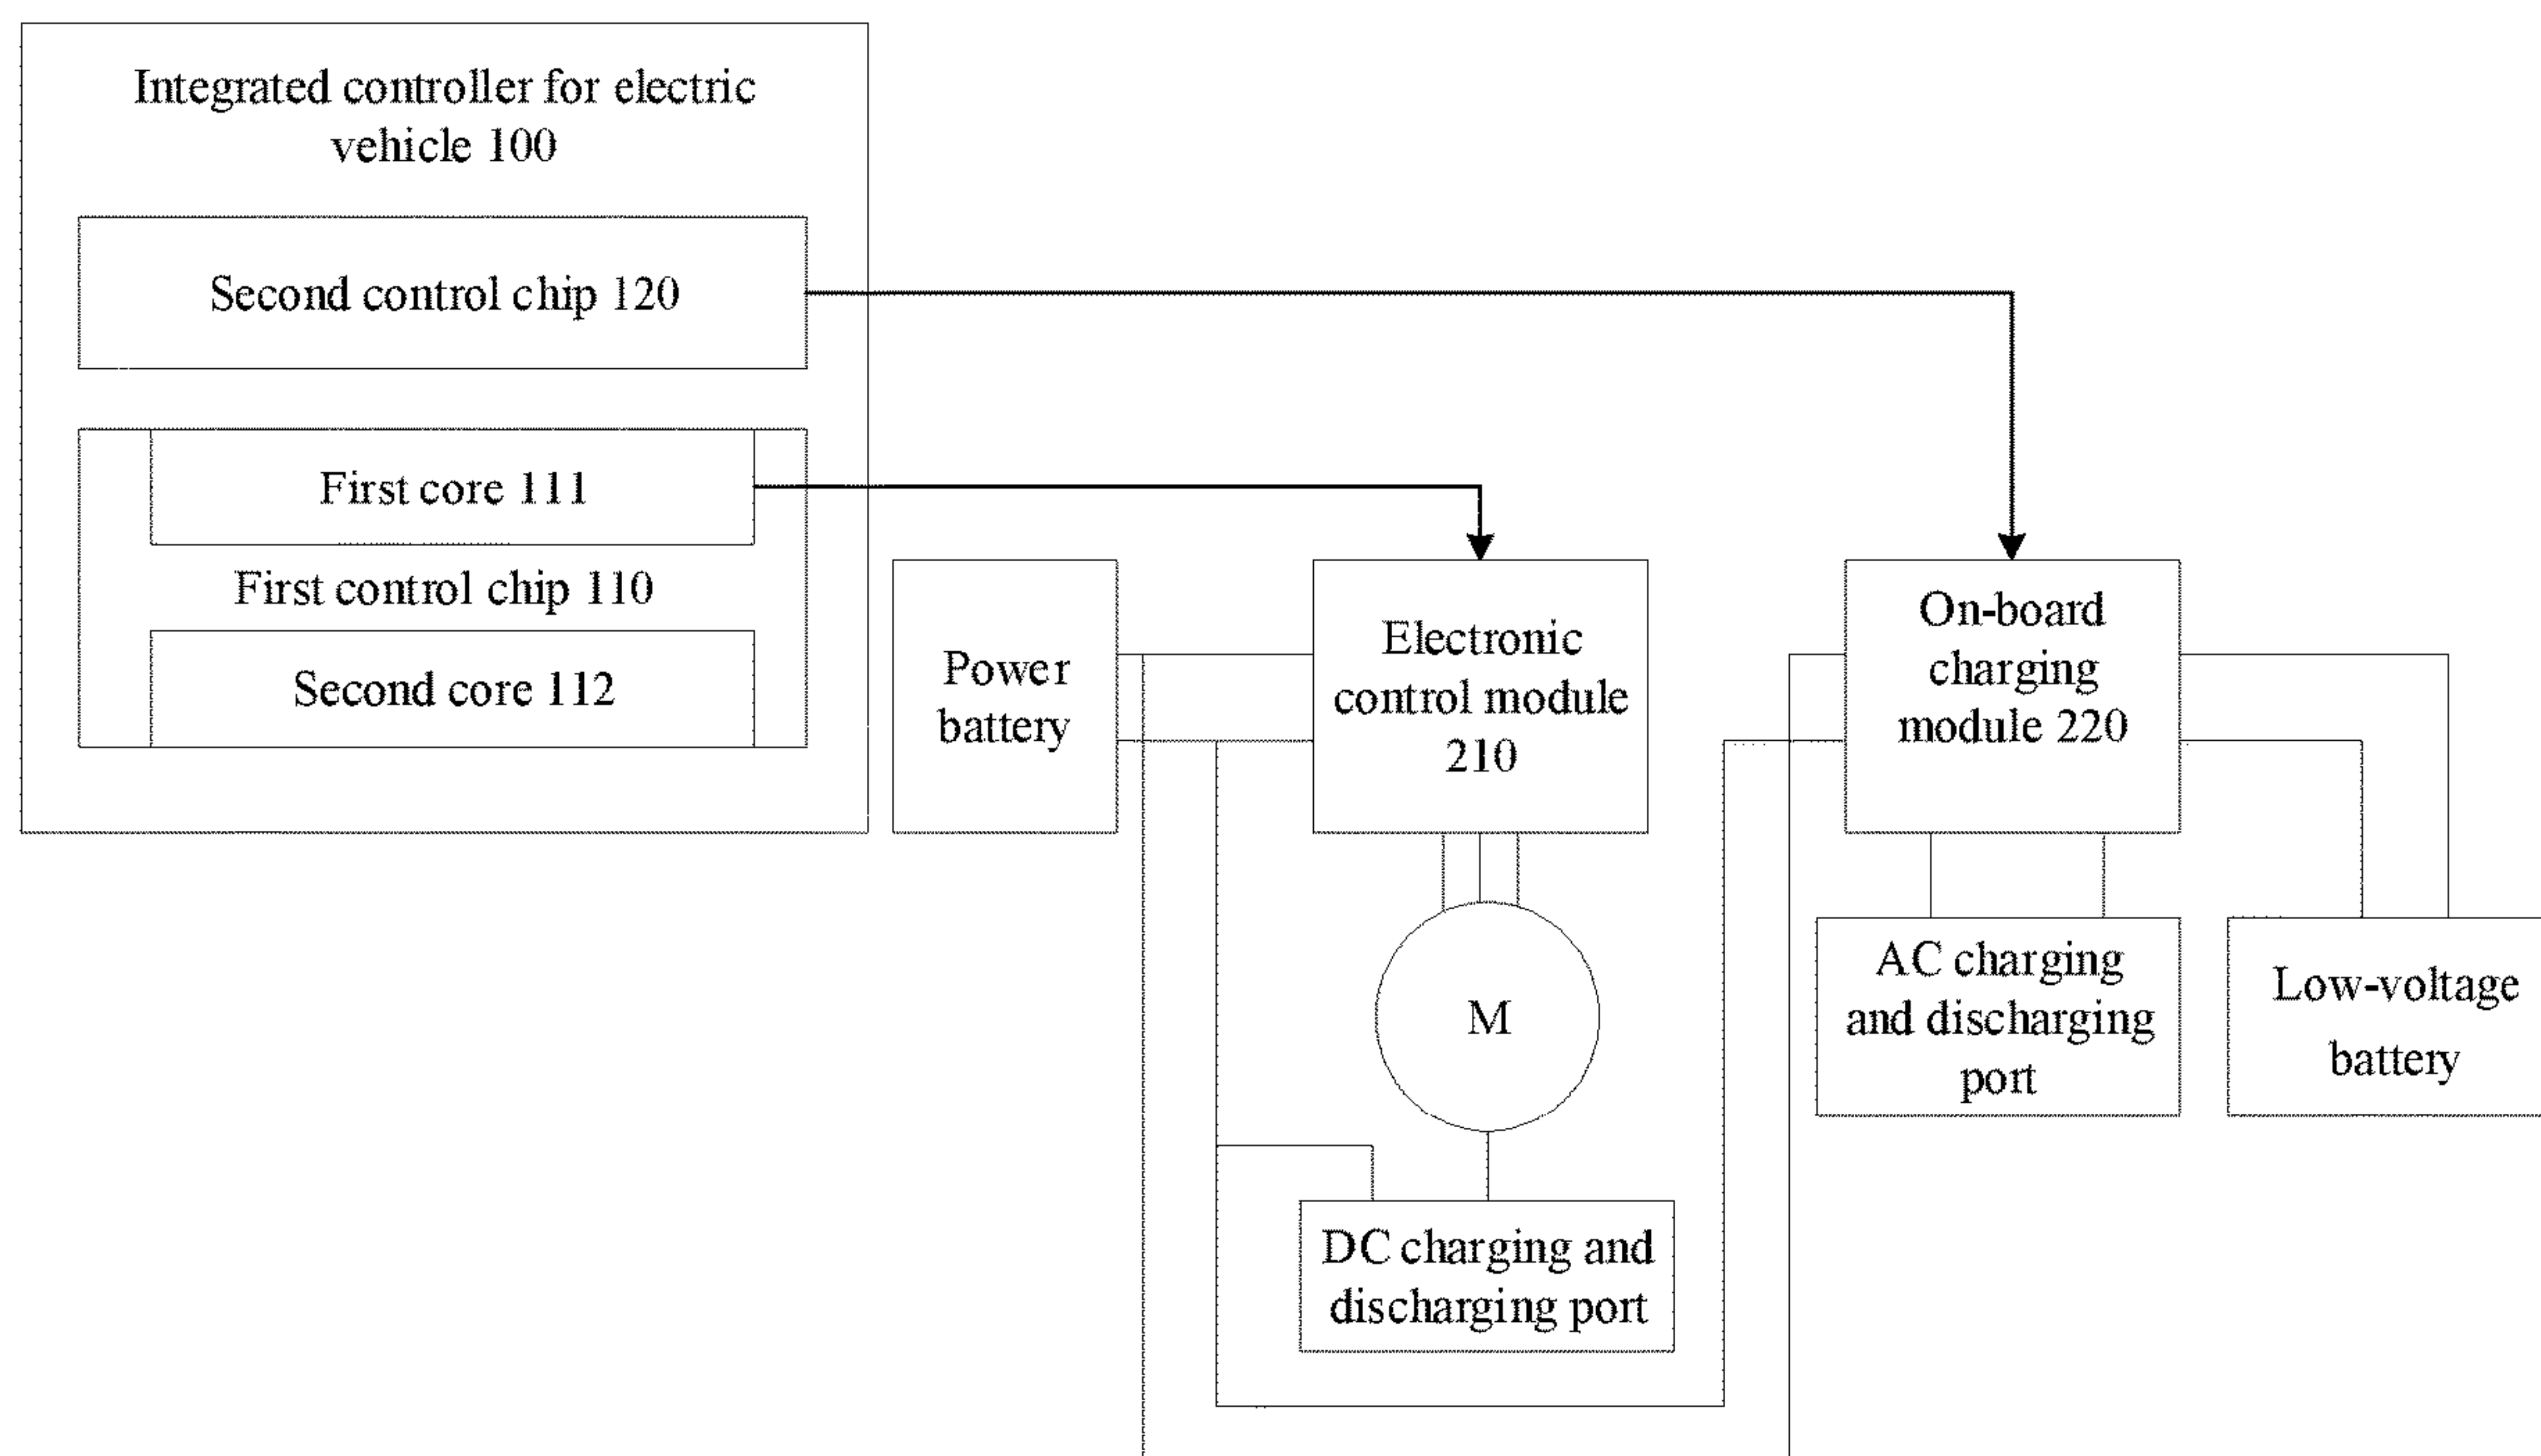 Integrated controller for electric
vehicle 100
Second control chip 120
First core 111
First control chip 110
Second core 112
Power
battery
Electronic
control module
210
On-board
charging
module 220
M
AC charging
and discharging
port
Low-voltage
battery
DC charging and
discharging port